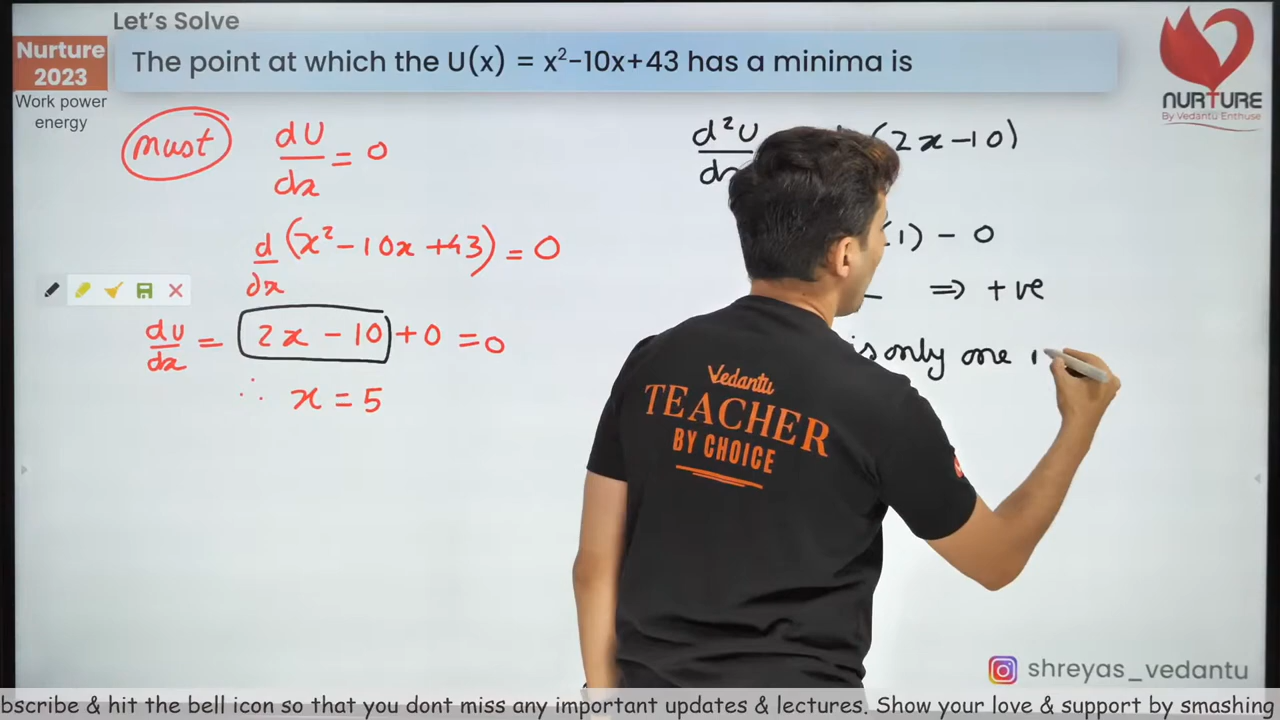 Let's Solve
Nurture
2023
The point at which the U(x) = x²-10x+43 has a minima is
Work power
energy
NURTURE
By Vedantu Enthuse
must
dU/dx = 0
d/dx (x² - 10x + 43) = 0
dU/dx = 2x - 10 + 0 = 0
∴ x = 5
d²U
(2x - 10)
(1) - 0
⇒ +ve
is only one
Vedantu
TEACHER
BY CHOICE
shreyas_vedantu
bscribe & hit the bell icon so that you dont miss any important updates & lectures. Show your love & support by smashing